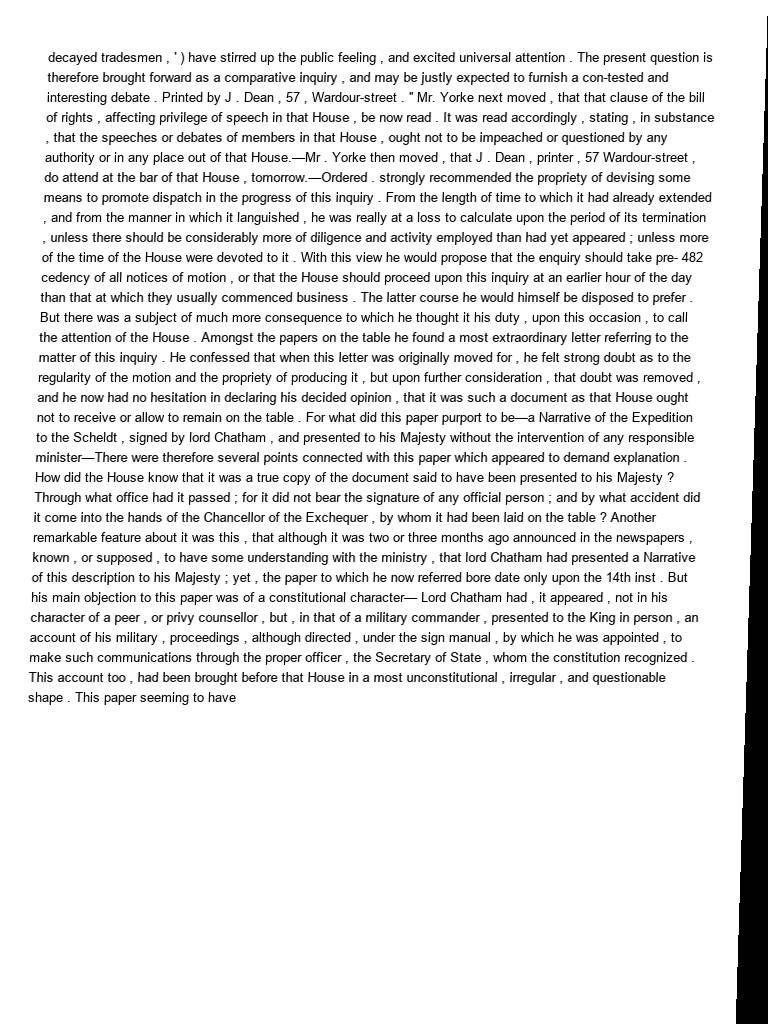 decayed tradesmen , ' ) have stirred up the public feeling , and excited universal attention . The present question is
therefore brought forward as a comparative inquiry , and may be justly expected to furnish a con-tested and
interesting debate . Printed by J . Dean , 57 , Wardour-street . " Mr. Yorke next moved , that that clause of the bill
of rights , affecting privilege of speech in that House , be now read . It was read accordingly , stating , in substance
, that the speeches or debates of members in that House , ought not to be impeached or questioned by any
authority or in any place out of that House.—Mr . Yorke then moved , that J . Dean , printer , 57 Wardour-street ,
do attend at the bar of that House , tomorrow.—Ordered . strongly recommended the propriety of devising some
means to promote dispatch in the progress of this inquiry . From the length of time to which it had already extended
, and from the manner in which it languished , he was really at a loss to calculate upon the period of its termination
, unless there should be considerably more of diligence and activity employed than had yet appeared ; unless more
of the time of the House were devoted to it . With this view he would propose that the enquiry should take pre- 482
cedency of all notices of motion , or that the House should proceed upon this inquiry at an earlier hour of the day
than that at which they usually commenced business . The latter course he would himself be disposed to prefer .
But there was a subject of much more consequence to which he thought it his duty , upon this occasion , to call
the attention of the House . Amongst the papers on the table he found a most extraordinary letter referring to the
matter of this inquiry . He confessed that when this letter was originally moved for , he felt strong doubt as to the
regularity of the motion and the propriety of producing it , but upon further consideration , that doubt was removed ,
and he now had no hesitation in declaring his decided opinion , that it was such a document as that House ought
not to receive or allow to remain on the table . For what did this paper purport to be—a Narrative of the Expedition
to the Scheldt , signed by lord Chatham , and presented to his Majesty without the intervention of any responsible
minister—There were therefore several points connected with this paper which appeared to demand explanation .
How did the House know that it was a true copy of the document said to have been presented to his Majesty ?
Through what office had it passed ; for it did not bear the signature of any official person ; and by what accident did
it come into the hands of the Chancellor of the Exchequer , by whom it had been laid on the table ? Another
remarkable feature about it was this , that although it was two or three months ago announced in the newspapers ,
known , or supposed , to have some understanding with the ministry , that lord Chatham had presented a Narrative
of this description to his Majesty ; yet , the paper to which he now referred bore date only upon the 14th inst . But
his main objection to this paper was of a constitutional character— Lord Chatham had , it appeared , not in his
character of a peer , or privy counsellor , but , in that of a military commander , presented to the King in person , an
account of his military , proceedings , although directed , under the sign manual , by which he was appointed , to
make such communications through the proper officer , the Secretary of State , whom the constitution recognized .
This account too , had been brought before that House in a most unconstitutional , irregular , and questionable
shape . This paper seeming to have